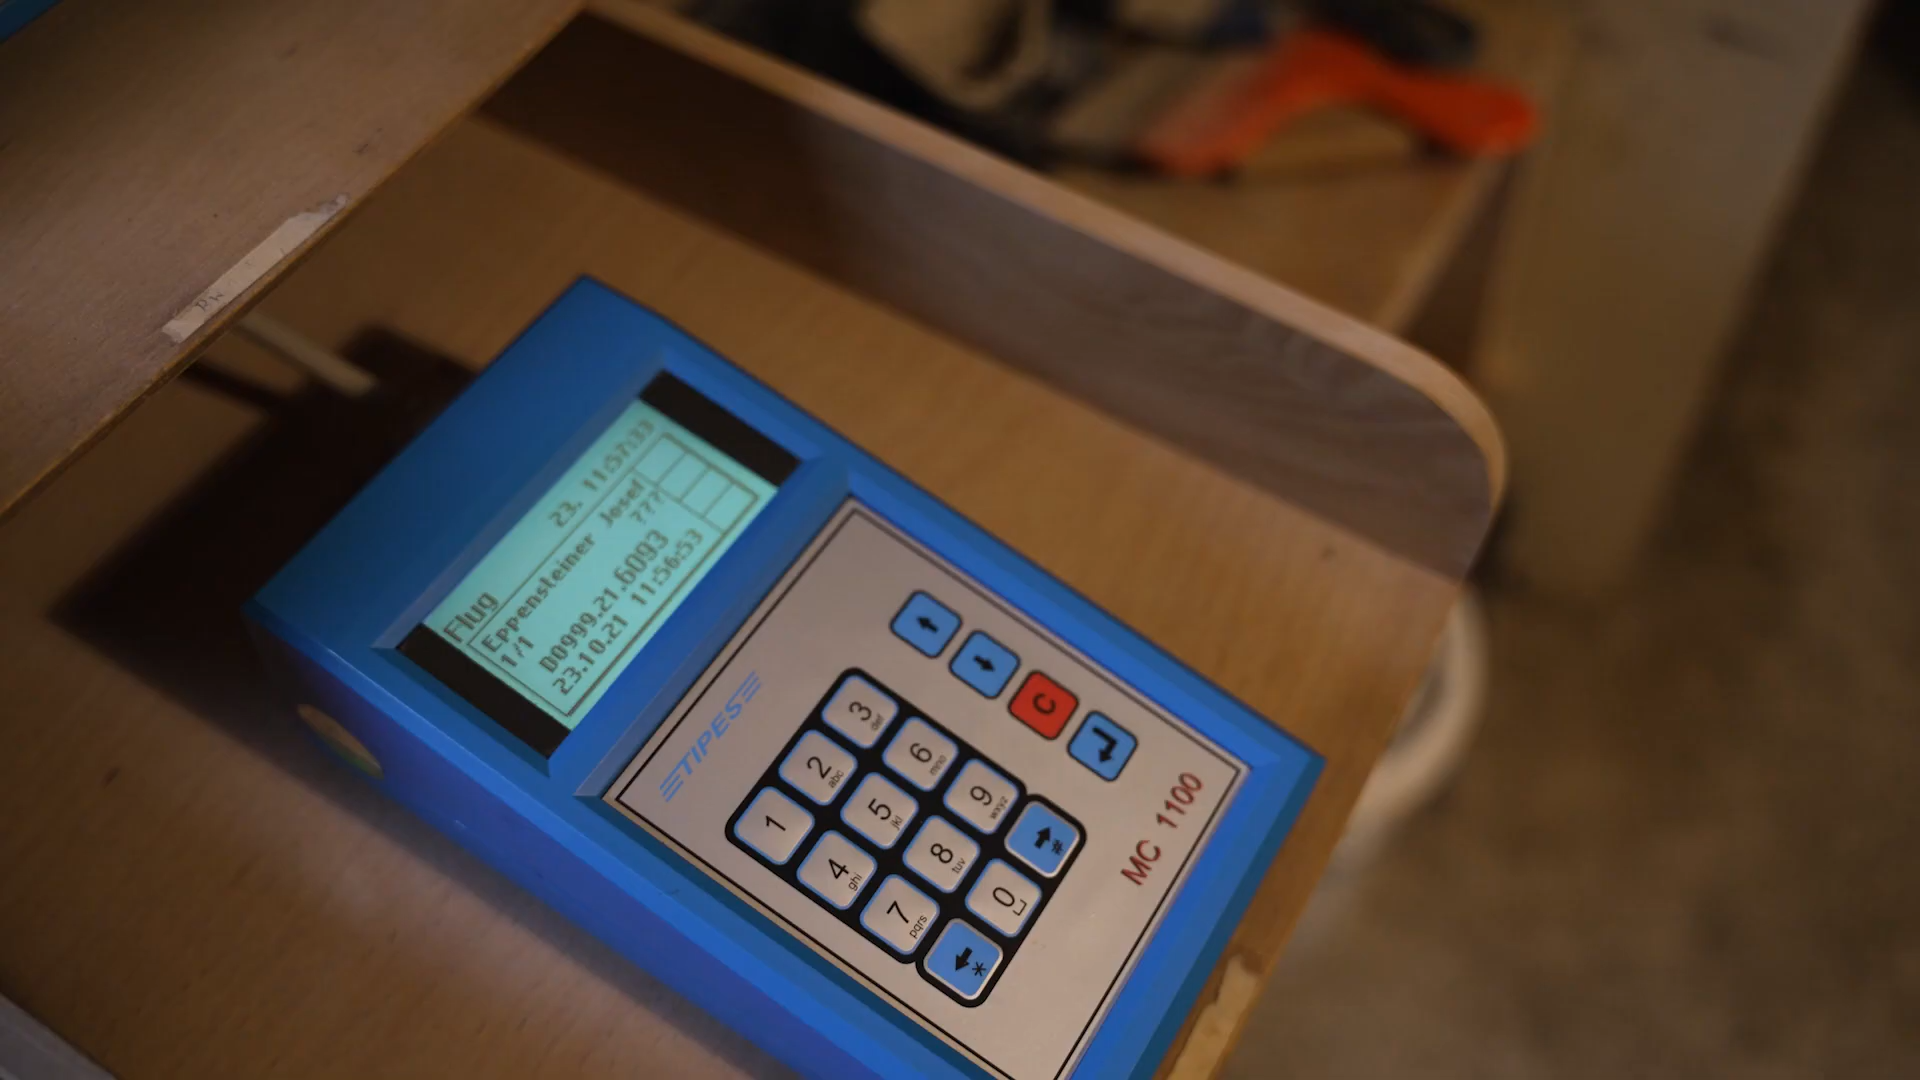 Flug 23. 11:57:33
Eppensteiner Josef
1/1 ???
D0999.21.6093
23.10.21 11:56:53
TIPES
1
2 abc
3 def
4 ghi
5 jkl
6 mno
7 pqrs
8 tuv
9 wxyz
*
0
#
C
MC 1100